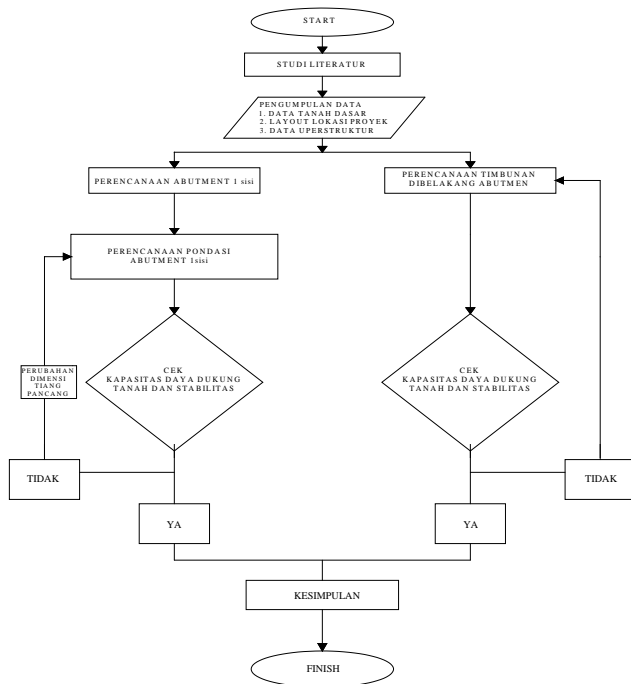 START
STUDI LITERATUR
PENGUMPULAN DATA
1. DATA TANAH DASAR
2. LAYOUT LOKASI PROYEK
3. DATA UPERSTRUKTUR
PERENCANAAN ABUTMENT 1 sisi
PERENCANAAN TIMBUNAN
DIBELAKANG ABUTMEN
PERENCANAAN PONDASI
ABUTMENT 1sisi
PERUBAHAN
DIMENSI
TIANG
PANCANG
CEK
KAPASITAS DAYA DUKUNG
TANAH DAN STABILITAS
CEK
KAPASITAS DAYA DUKUNG
TANAH DAN STABILITAS
TIDAK
TIDAK
YA
YA
KESIMPULAN
FINISH